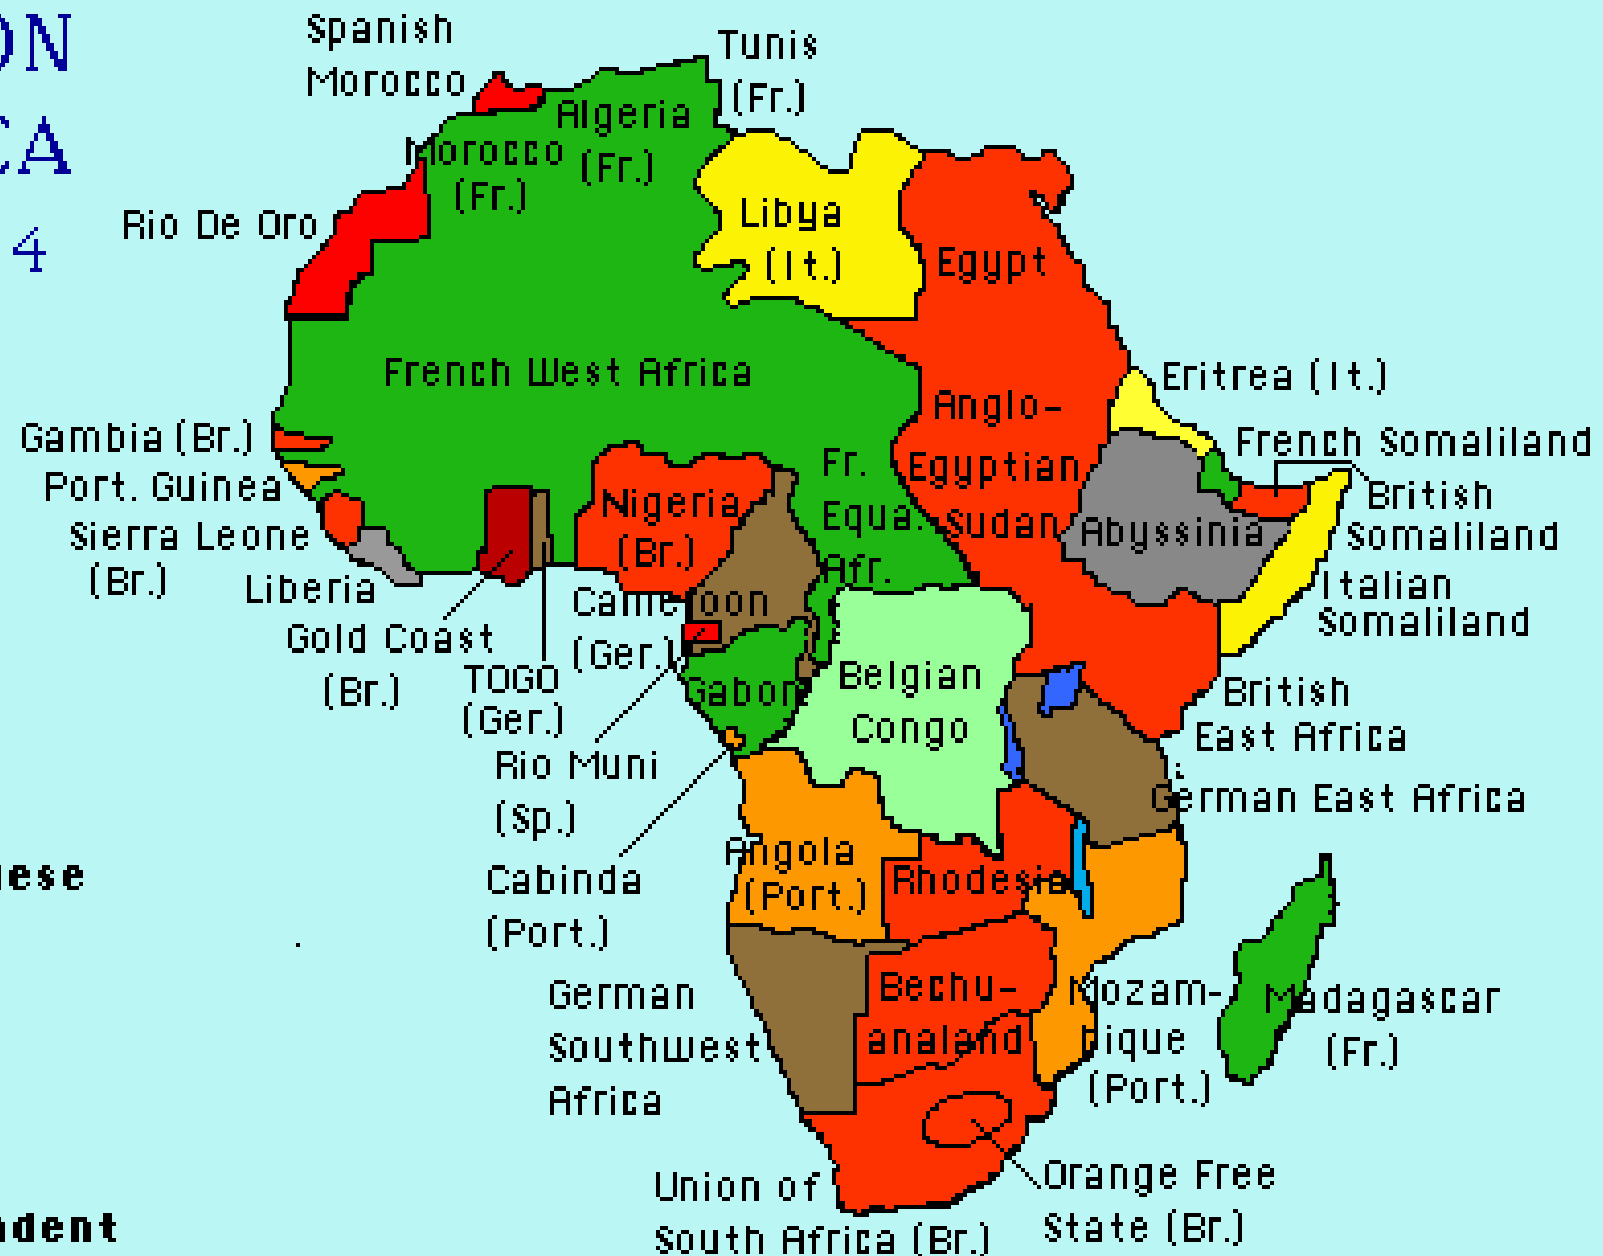 ON
CA
4
Spanish
Morocco
Tunis
(Fr.)
Algeria
(Fr.)
Morocco
(Fr.)
Rio De Oro
Libya
(It.)
Egypt
French West Africa
Eritrea (It.)
Anglo-
Egyptian
Sudan
French Somaliland
British
Somaliland
Abyssinia
Italian
Somaliland
Gambia (Br.)
Port. Guinea
Sierra Leone
(Br.)
Liberia
Gold Coast
(Br.)
TOGO
(Ger.)
Nigeria
(Br.)
Fr.
Equa.
Afr.
Cameroon
(Ger.)
Gabon
Rio Muni
(Sp.)
Cabinda
(Port.)
Belgian
Congo
British
East Africa
German East Africa
Angola
(Port.)
Rhodesia
German
Southwest
Africa
Bechu-
analand
Mozam-
bique
(Port.)
Madagascar
(Fr.)
Union of
South Africa (Br.)
Orange Free
State (Br.)